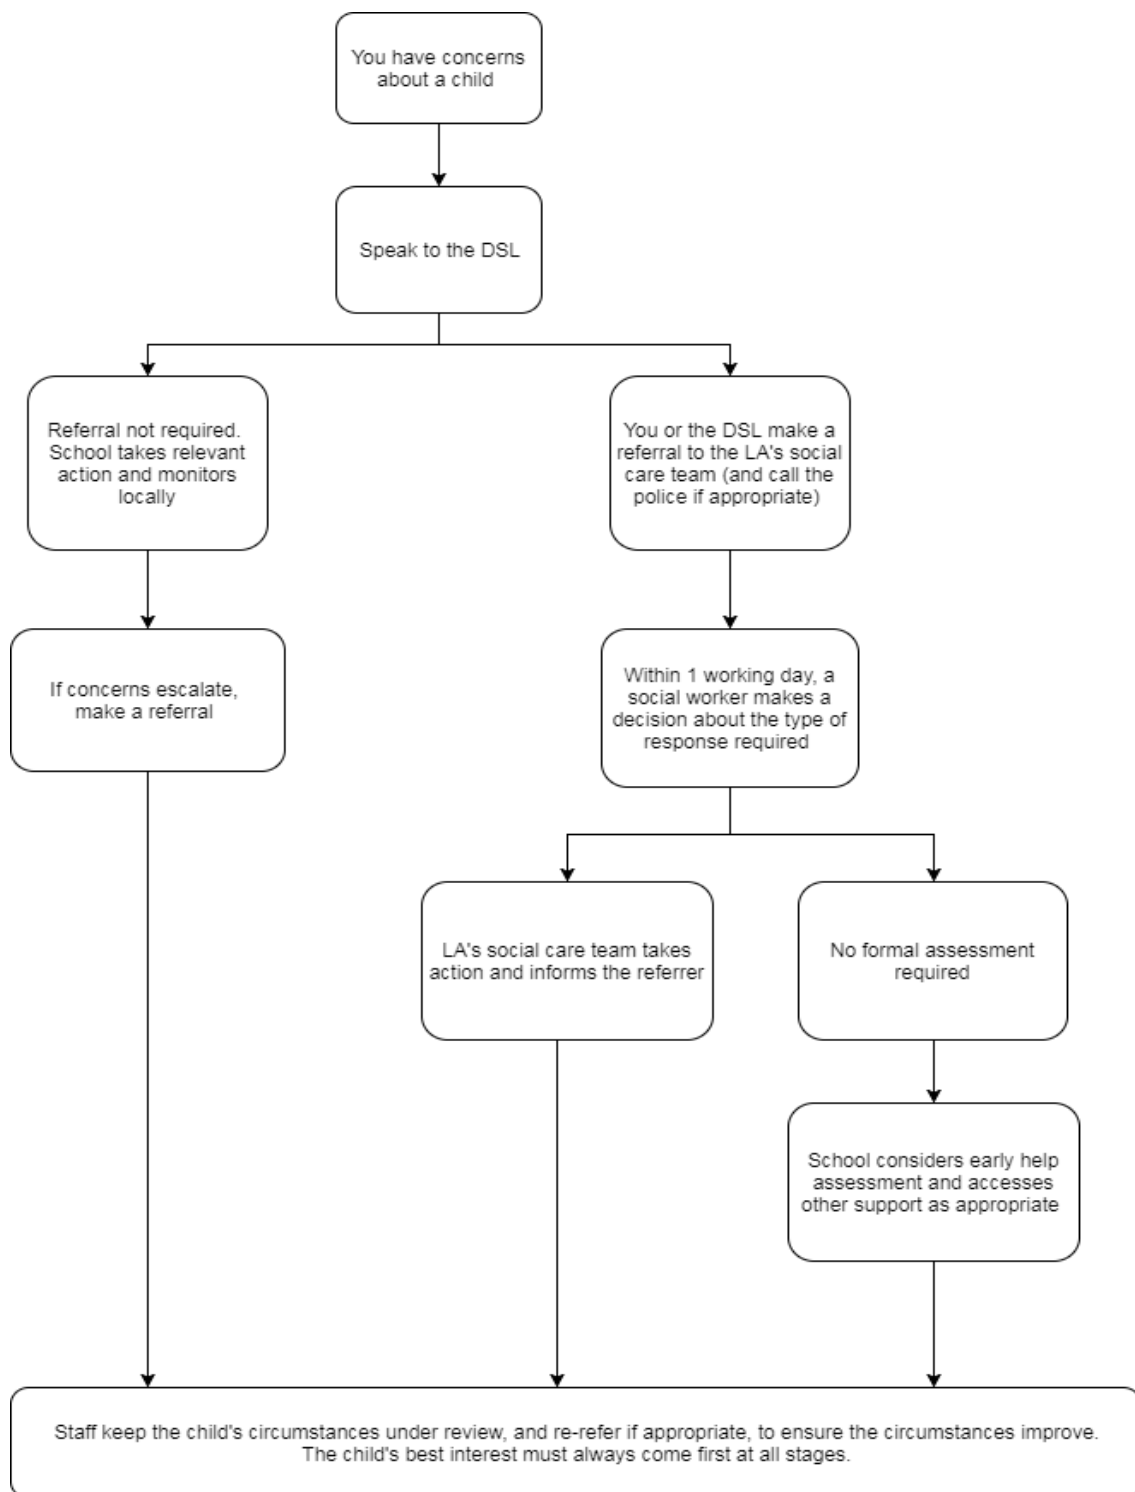 You have concerns
about a child
Speak to the DSL
Referral not required.
School takes relevant
action and monitors
locally
You or the DSL make a
referral to the LA's social
care team (and call the
police if appropriate)
If concerns escalate,
make a referral
Within 1 working day, a
social worker makes a
decision about the type of
response required
LA's social care team takes
action and informs the referrer
No formal assessment
required
School considers early help
assessment and accesses
other support as appropriate
Staff keep the child's circumstances under review, and re-refer if appropriate, to ensure the circumstances improve.
The child's best interest must always come first at all stages.